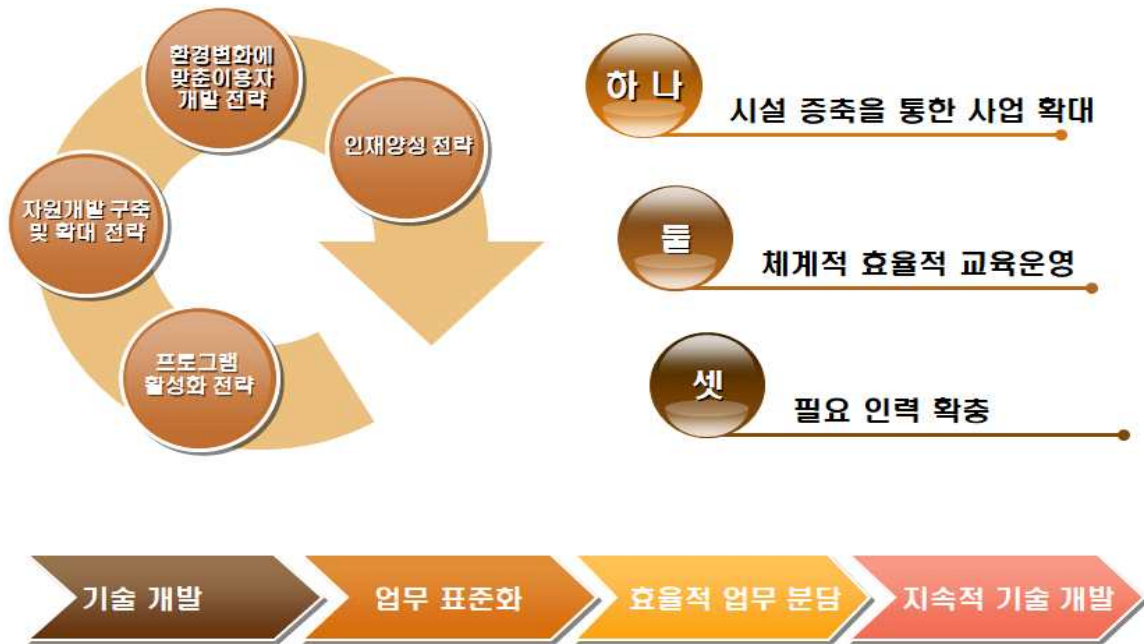 환경변화에
맞춘이용자
개발 전략
인재양성 전략
자원개발 구축
및 확대 전략
프로그램
활성화 전략
하 나
시설 증축을 통한 사업 확대
둘
체계적 효율적 교육운영
셋
필요 인력 확충
기술 개발
업무 표준화
효율적 업무 분담
지속적 기술 개발